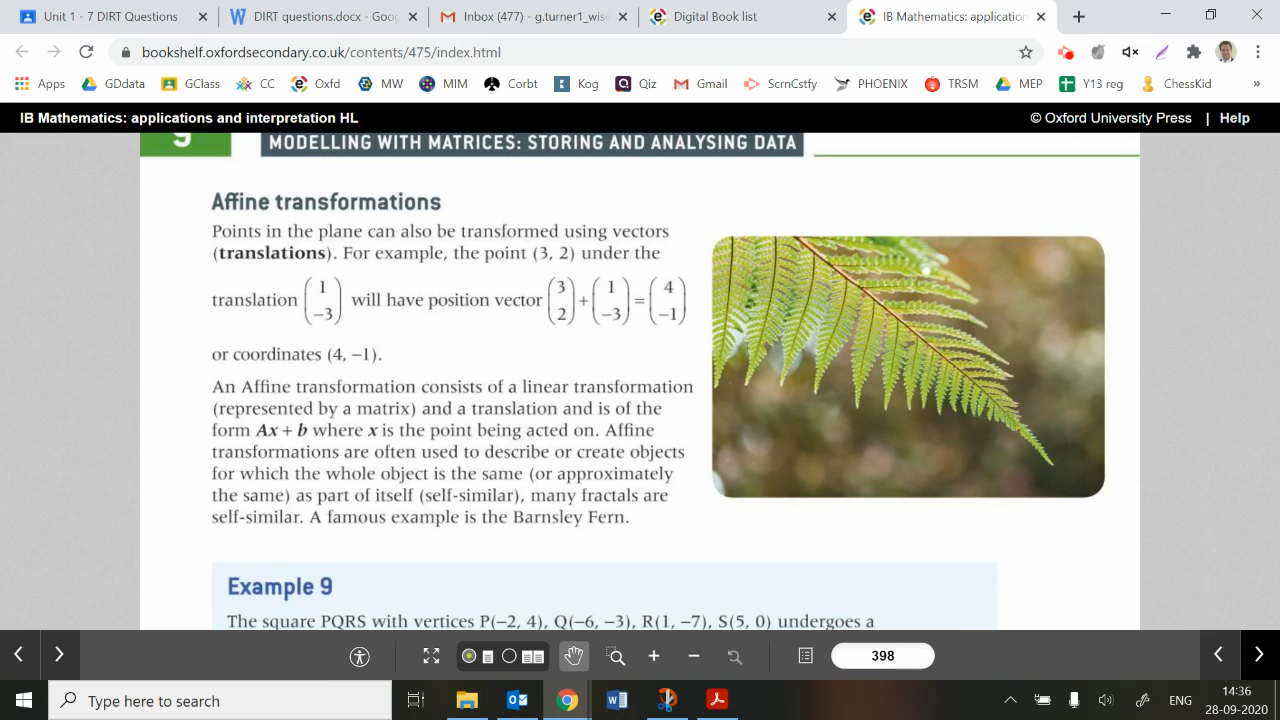 Unit 1 - 7 DIRT Questions
DIRT questions.docx - Goog
Inbox (477) - g.turner1_wis
Digital Book list
IB Mathematics: application
bookshelf.oxfordsecondary.co.uk/contents/475/index.html
Apps GDdata GClass CC Oxfd MW MIM Corbt Kog Qiz Gmail ScrnCstfy PHOENIX TRSM MEP Y13 reg ChessKid »
IB Mathematics: applications and interpretation HL
© Oxford University Press | Help
9 MODELLING WITH MATRICES: STORING AND ANALYSING DATA
Affine transformations
Points in the plane can also be transformed using vectors
(translations). For example, the point (3, 2) under the
translation (1 −3) will have position vector (3 2) + (1 −3) = (4 −1)
or coordinates (4, −1).
An Affine transformation consists of a linear transformation
(represented by a matrix) and a translation and is of the
form Ax + b where x is the point being acted on. Affine
transformations are often used to describe or create objects
for which the whole object is the same (or approximately
the same) as part of itself (self-similar), many fractals are
self-similar. A famous example is the Barnsley Fern.
Example 9
The square PQRS with vertices P(−2, 4), Q(−6, −3), R(1, −7), S(5, 0) undergoes a
398
Type here to search
ENG
14:36
28-09-2020